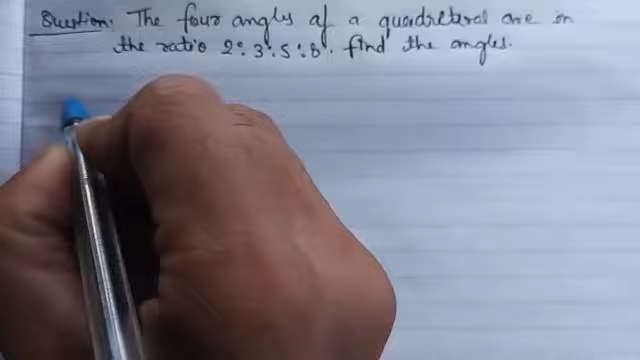 Question: The four angles of a quadrilateral are in
the ratio 2:3:5:8. find the angles.